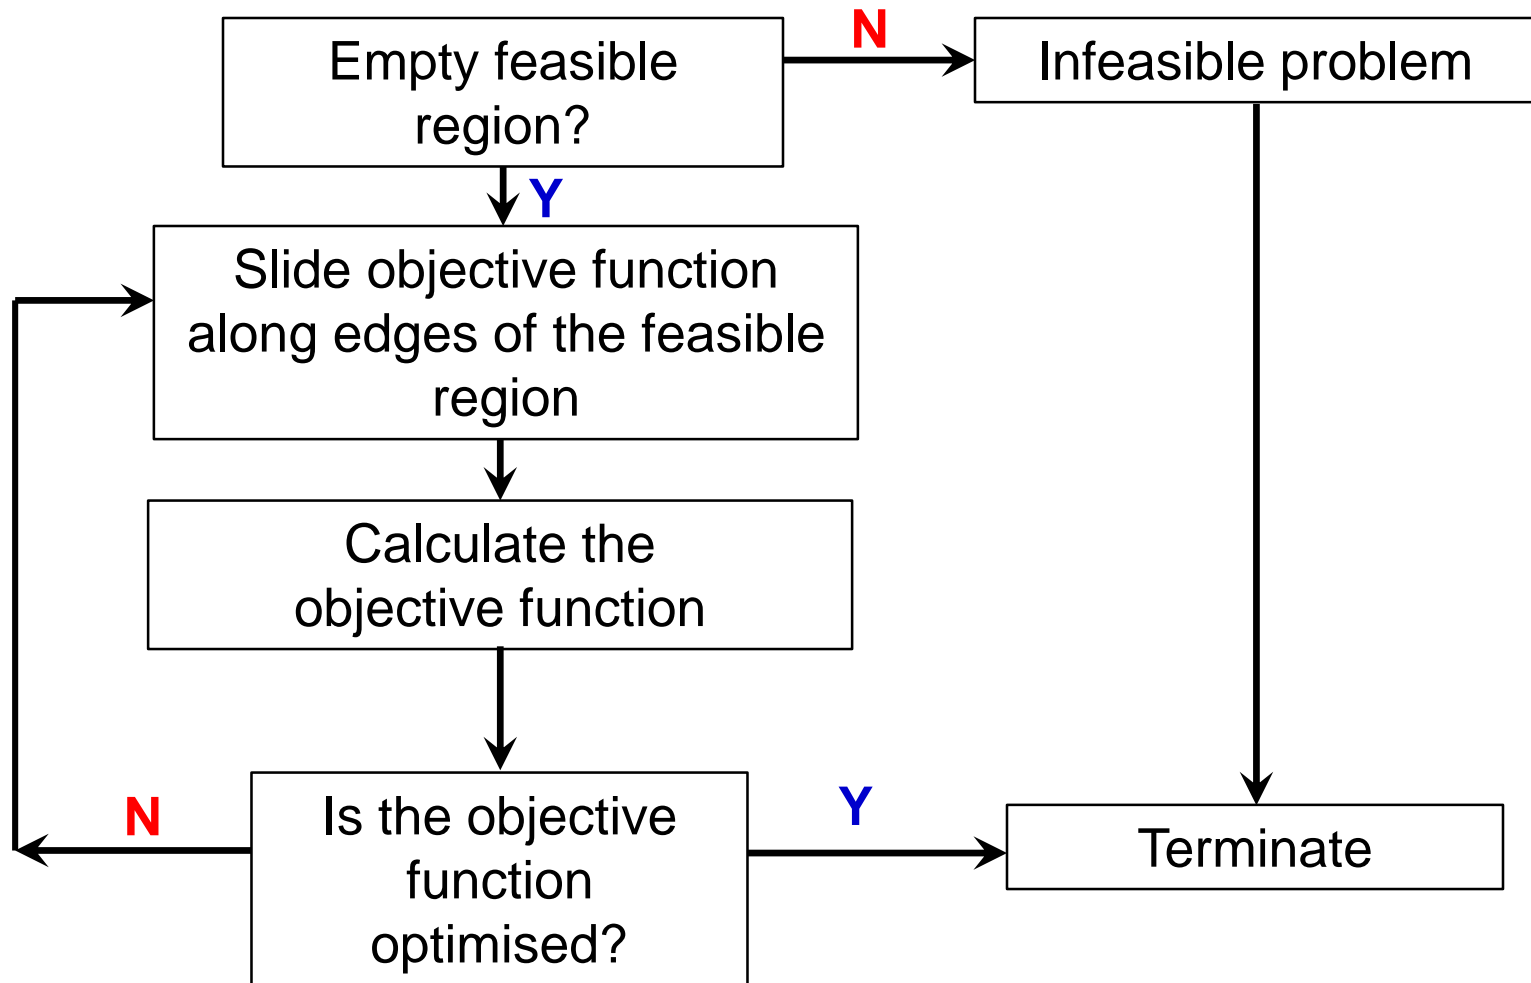 Empty feasible
region?
N
Infeasible problem
Y
Slide objective function
along edges of the feasible
region
Calculate the
objective function
N
Is the objective
function
optimised?
Y
Terminate